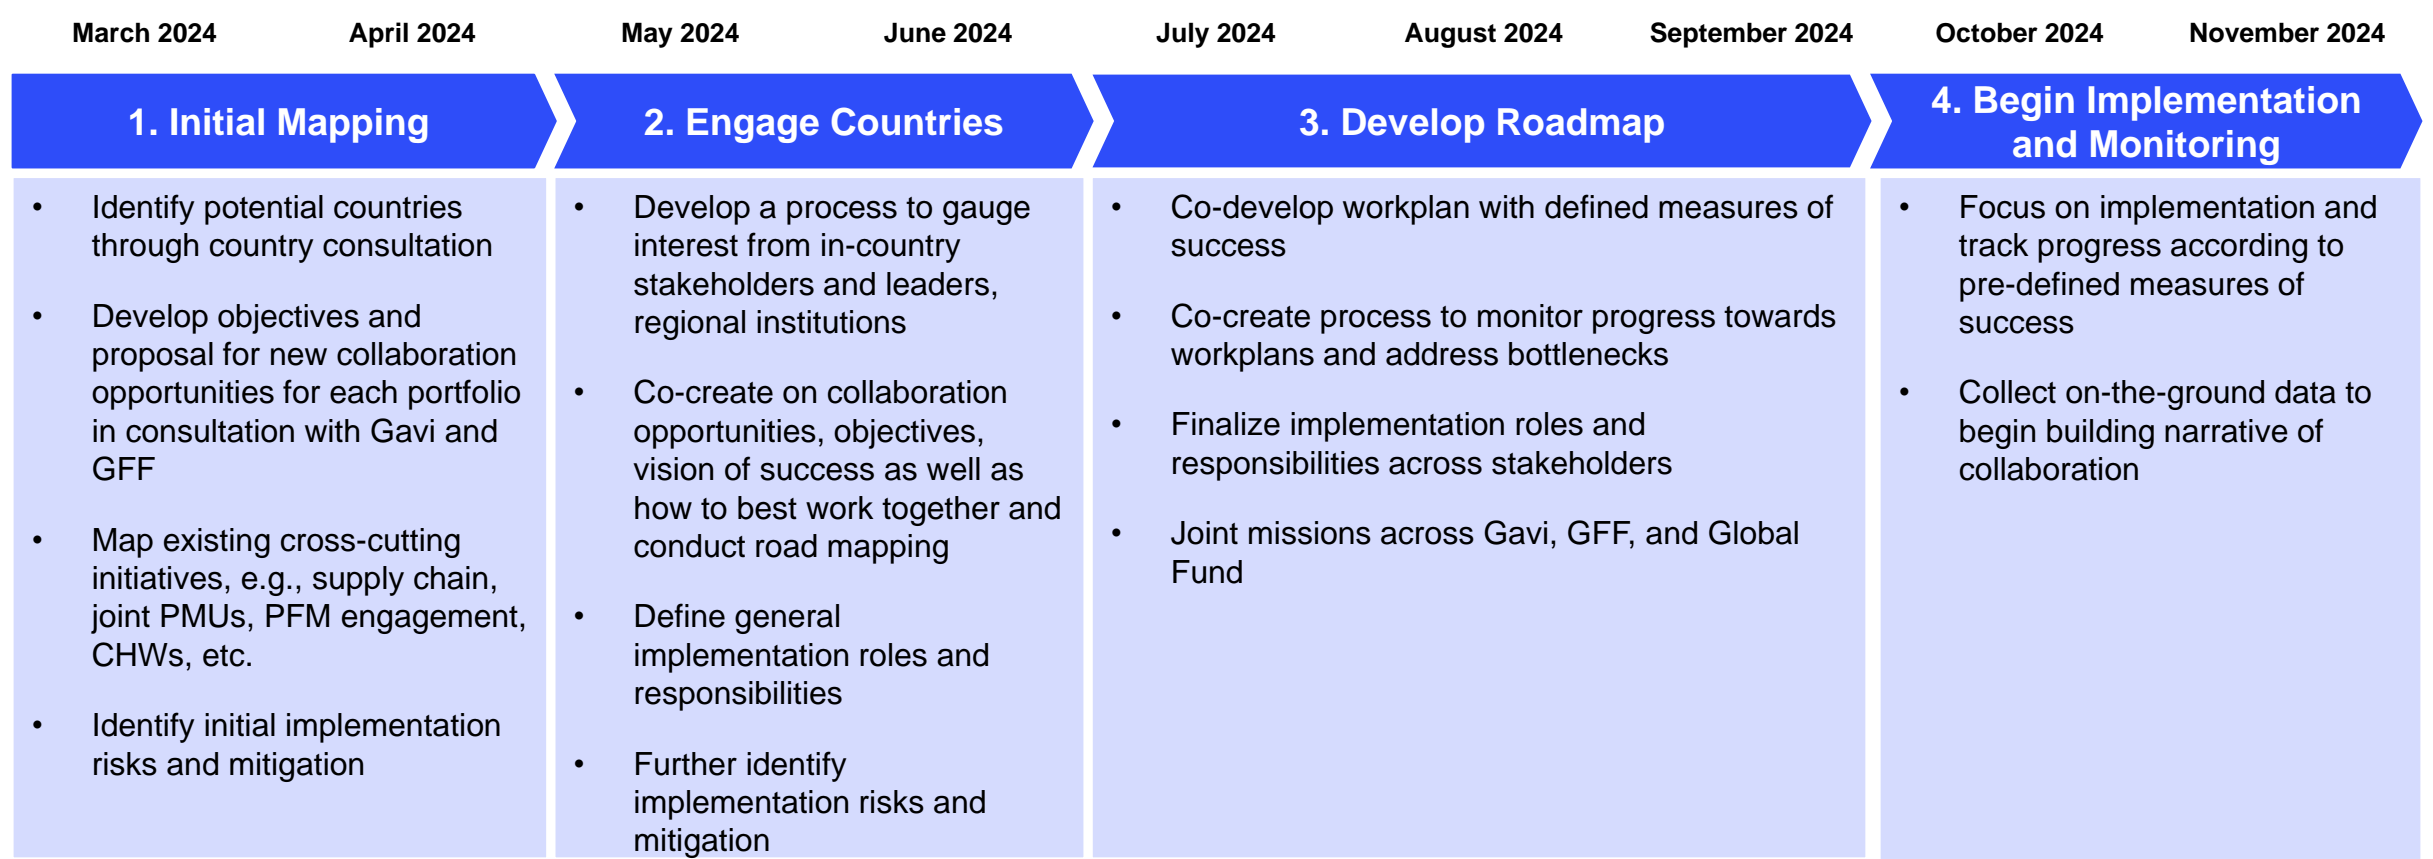 March 2024 April 2024 May 2024 June 2024 July 2024 August 2024 September 2024 October 2024 November 2024
1. Initial Mapping
2. Engage Countries
3. Develop Roadmap
4. Begin Implementation
and Monitoring
• Identify potential countries
through country consultation
• Develop objectives and
proposal for new collaboration
opportunities for each portfolio
in consultation with Gavi and
GFF
• Map existing cross-cutting
initiatives, e.g., supply chain,
joint PMUs, PFM engagement,
CHWs, etc.
• Identify initial implementation
risks and mitigation
• Develop a process to gauge
interest from in-country
stakeholders and leaders,
regional institutions
• Co-create on collaboration
opportunities, objectives,
vision of success as well as
how to best work together and
conduct road mapping
• Define general
implementation roles and
responsibilities
• Further identify
implementation risks and
mitigation
• Co-develop workplan with defined measures of
success
• Co-create process to monitor progress towards
workplans and address bottlenecks
• Finalize implementation roles and
responsibilities across stakeholders
• Joint missions across Gavi, GFF, and Global
Fund
• Focus on implementation and
track progress according to
pre-defined measures of
success
• Collect on-the-ground data to
begin building narrative of
collaboration